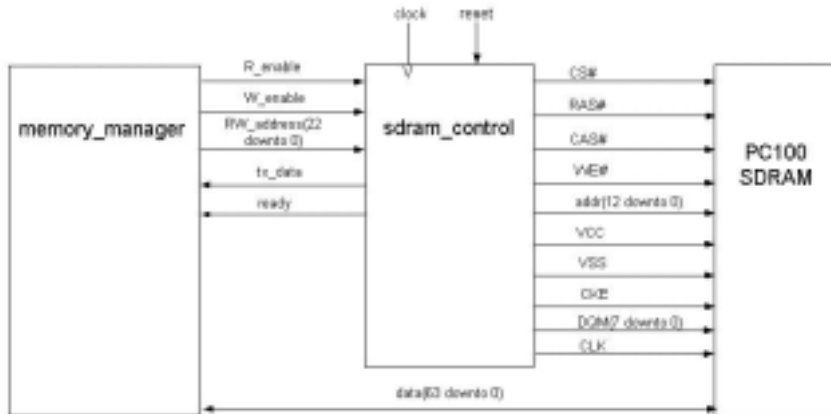 clock
reset
memory_manager
R_enable
W_enable
RW_address(22
downto 0)
tx_data
ready
sdram_control
CS#
RAS#
CAS#
WE#
addr(12 downto 0)
VCC
VSS
CKE
DQM(7 downto 0)
CLK
PC100
SDRAM
data(63 downto 0)